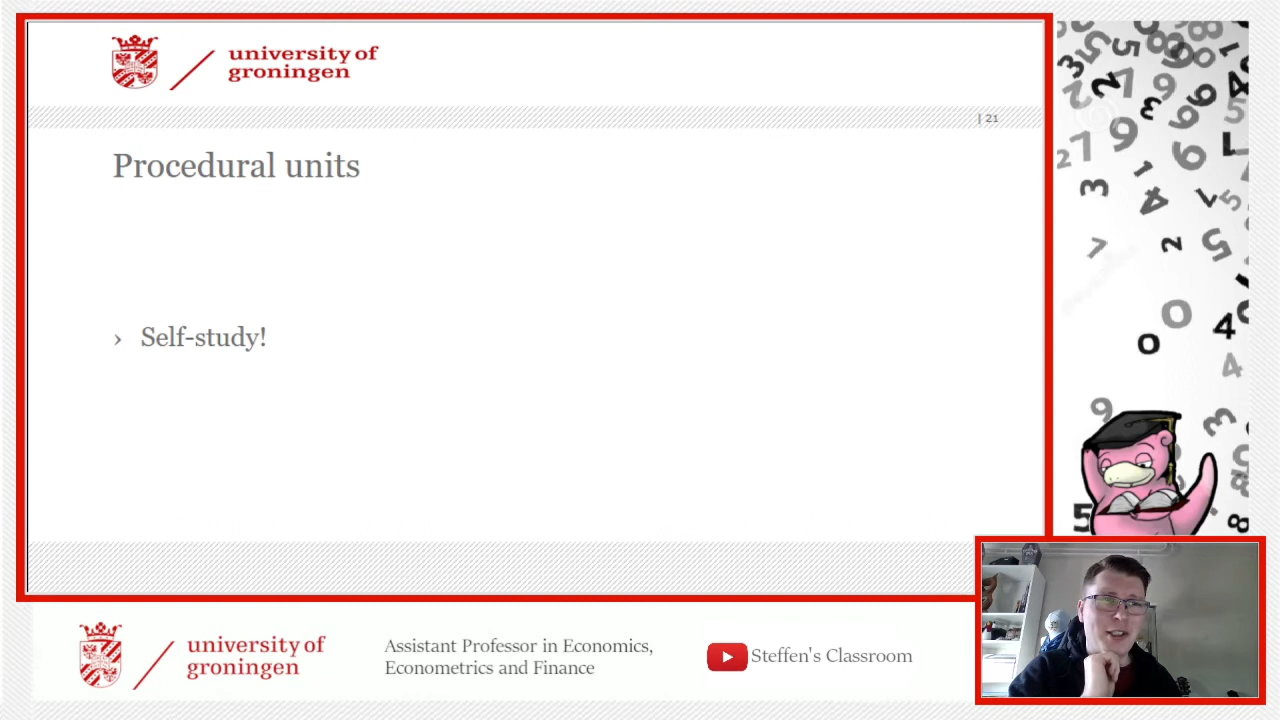 university of
groningen
| 21
Procedural units
› Self-study!
university of
groningen
Assistant Professor in Economics,
Econometrics and Finance
Steffen's Classroom